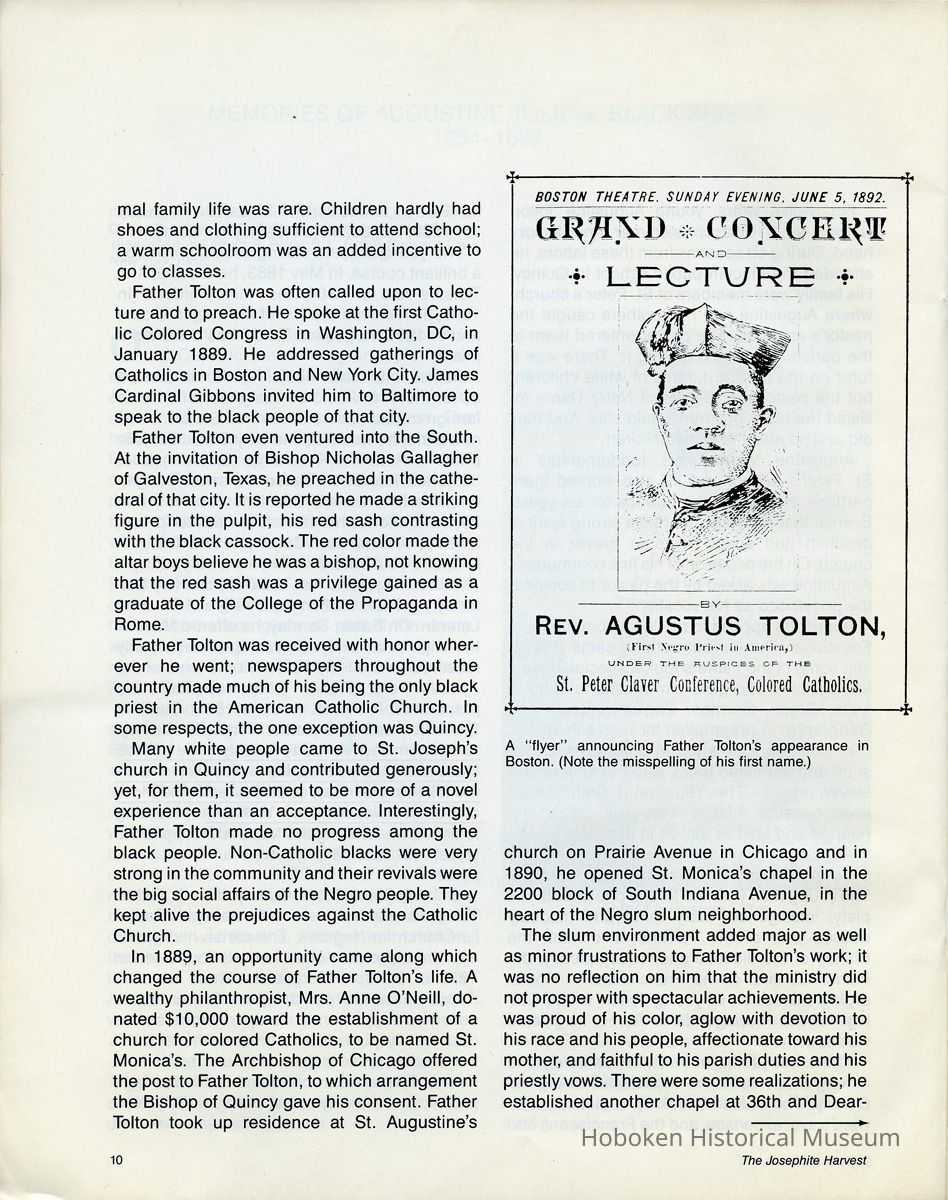 mal family life was rare. Children hardly had
shoes and clothing sufficient to attend school;
a warm schoolroom was an added incentive to
go to classes.
Father Tolton was often called upon to lec-
ture and to preach. He spoke at the first Catho-
lic Colored Congress in Washington, DC, in
January 1889. He addressed gatherings of
Catholics in Boston and New York City. James
Cardinal Gibbons invited him to Baltimore to
speak to the black people of that city.
Father Tolton even ventured into the South.
At the invitation of Bishop Nicholas Gallagher
of Galveston, Texas, he preached in the cathe-
dral of that city. It is reported he made a striking
figure in the pulpit, his red sash contrasting
with the black cassock. The red color made the
altar boys believe he was a bishop, not knowing
that the red sash was a privilege gained as a
graduate of the College of the Propaganda in
Rome.
Father Tolton was received with honor wher-
ever he went; newspapers throughout the
country made much of his being the only black
priest in the American Catholic Church. In
some respects, the one exception was Quincy.
Many white people came to St. Joseph's
church in Quincy and contributed generously;
yet, for them, it seemed to be more of a novel
experience than an acceptance. Interestingly,
Father Tolton made no progress among the
black people. Non-Catholic blacks were very
strong in the community and their revivals were
the big social affairs of the Negro people. They
kept alive the prejudices against the Catholic
Church.
In 1889, an opportunity came along which
changed the course of Father Tolton's life. A
wealthy philanthropist, Mrs. Anne O'Neill, do-
nated $10,000 toward the establishment of a
church for colored Catholics, to be named St.
Monica's. The Archbishop of Chicago offered
the post to Father Tolton, to which arrangement
the Bishop of Quincy gave his consent. Father
Tolton took up residence at St. Augustine's
BOSTON THEATRE. SUNDAY EVENING, JUNE 5, 1892.
GRAND CONCERT
AND
LECTURE
BY
REV. AGUSTUS TOLTON,
(First Negro Priest in America,)
UNDER THE AUSPICES OF THE
St. Peter Claver Conference, Colored Catholics.
A "flyer" announcing Father Tolton's appearance in
Boston. (Note the misspelling of his first name.)
church on Prairie Avenue in Chicago and in
1890, he opened St. Monica's chapel in the
2200 block of South Indiana Avenue, in the
heart of the Negro slum neighborhood.
The slum environment added major as well
as minor frustrations to Father Tolton's work; it
was no reflection on him that the ministry did
not prosper with spectacular achievements. He
was proud of his color, aglow with devotion to
his race and his people, affectionate toward his
mother, and faithful to his parish duties and his
priestly vows. There were some realizations; he
established another chapel at 36th and Dear-
Hoboken Historical Museum
10
The Josephite Harvest